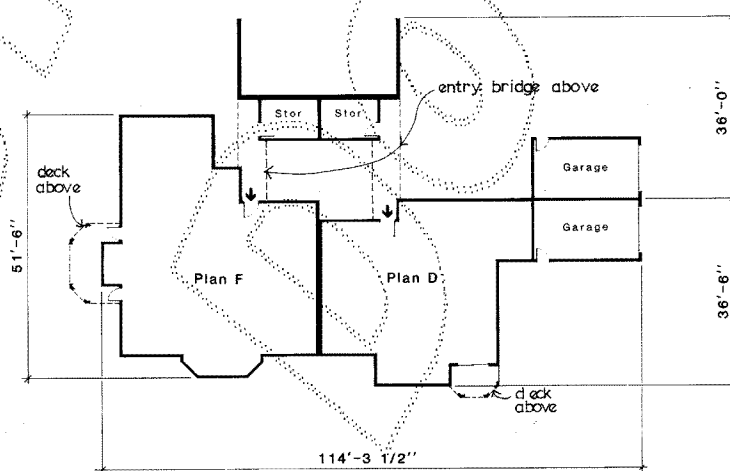 entry bridge above
Stor
Stor
36'-0"
Garage
deck
above
Garage
51'-6"
Plan F
Plan D
36'-6"
deck
above
114'-3 1/2"